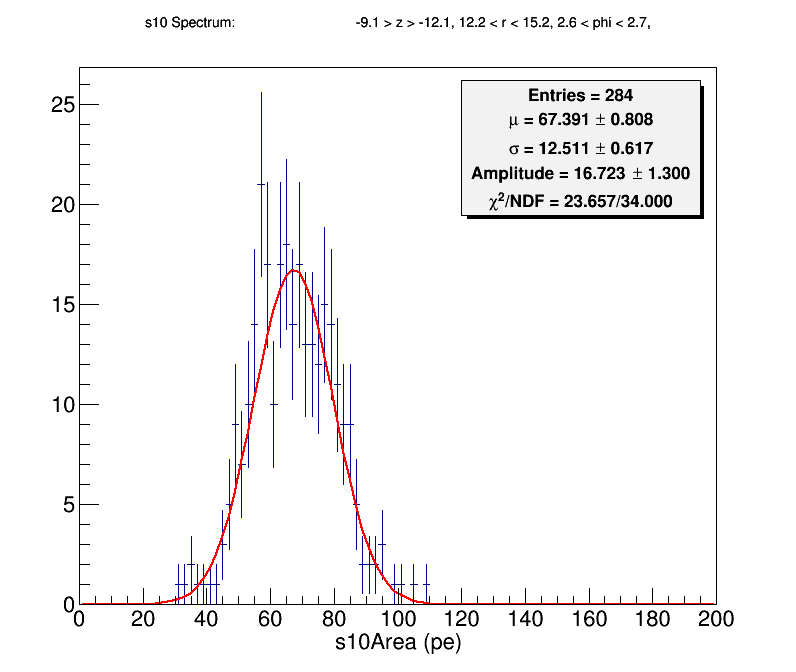 s10 Spectrum: -9.1 > z > -12.1, 12.2 < r < 15.2, 2.6 < phi < 2.7,
Entries = 284
μ = 67.391 ± 0.808
σ = 12.511 ± 0.617
Amplitude = 16.723 ± 1.300
χ²/NDF = 23.657/34.000
25
20
15
10
5
0
0 20 40 60 80 100 120 140 160 180 200
s10Area (pe)